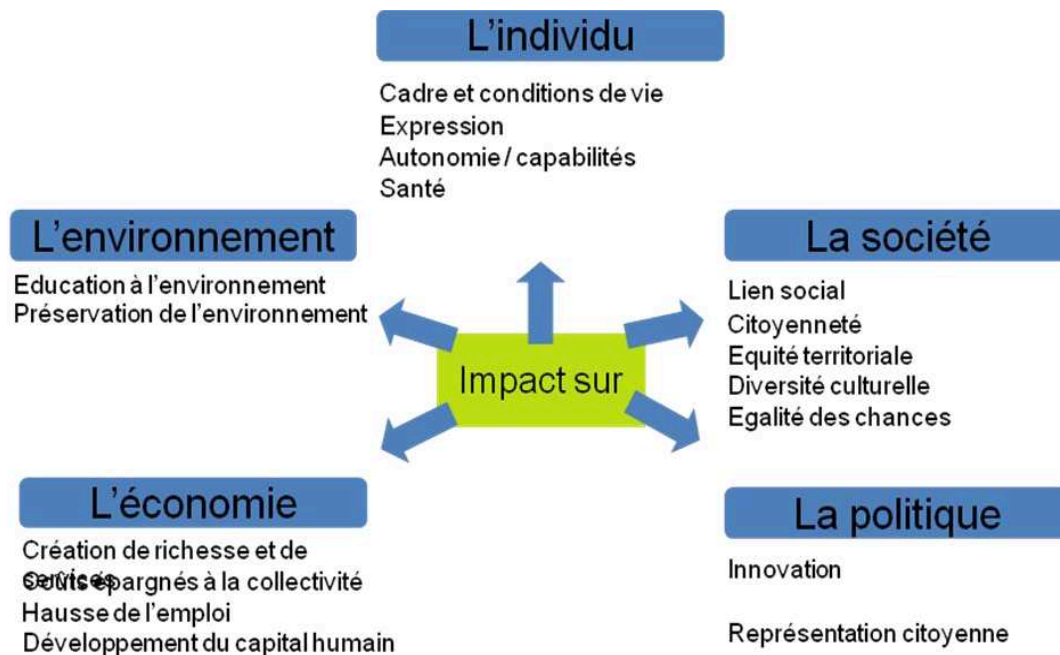 L'individu
Cadre et conditions de vie
Expression
Autonomie / capabilités
Santé
L'environnement
Education à l'environnement
Préservation de l'environnement
La société
Lien social
Citoyenneté
Equité territoriale
Diversité culturelle
Egalité des chances
Impact sur
L'économie
Création de richesse et de
services
Coûts épargnés à la collectivité
Hausse de l'emploi
Développement du capital humain
La politique
Innovation
Représentation citoyenne